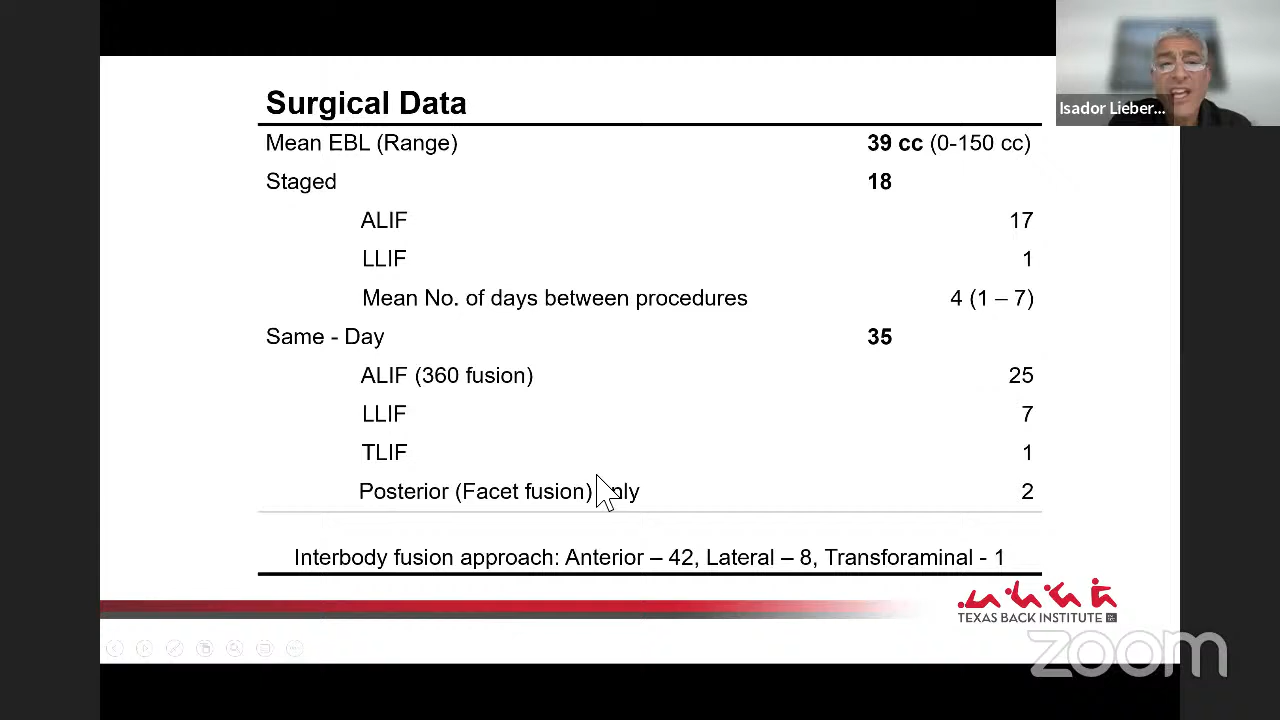 Surgical Data
Mean EBL (Range) 39 cc (0-150 cc)
Staged 18
ALIF 17
LLIF 1
Mean No. of days between procedures 4 (1 – 7)
Same - Day 35
ALIF (360 fusion) 25
LLIF 7
TLIF 1
Posterior (Facet fusion) only 2
Interbody fusion approach: Anterior – 42, Lateral – 8, Transforaminal - 1
TEXAS BACK INSTITUTE
zoom
Isador Lieber...